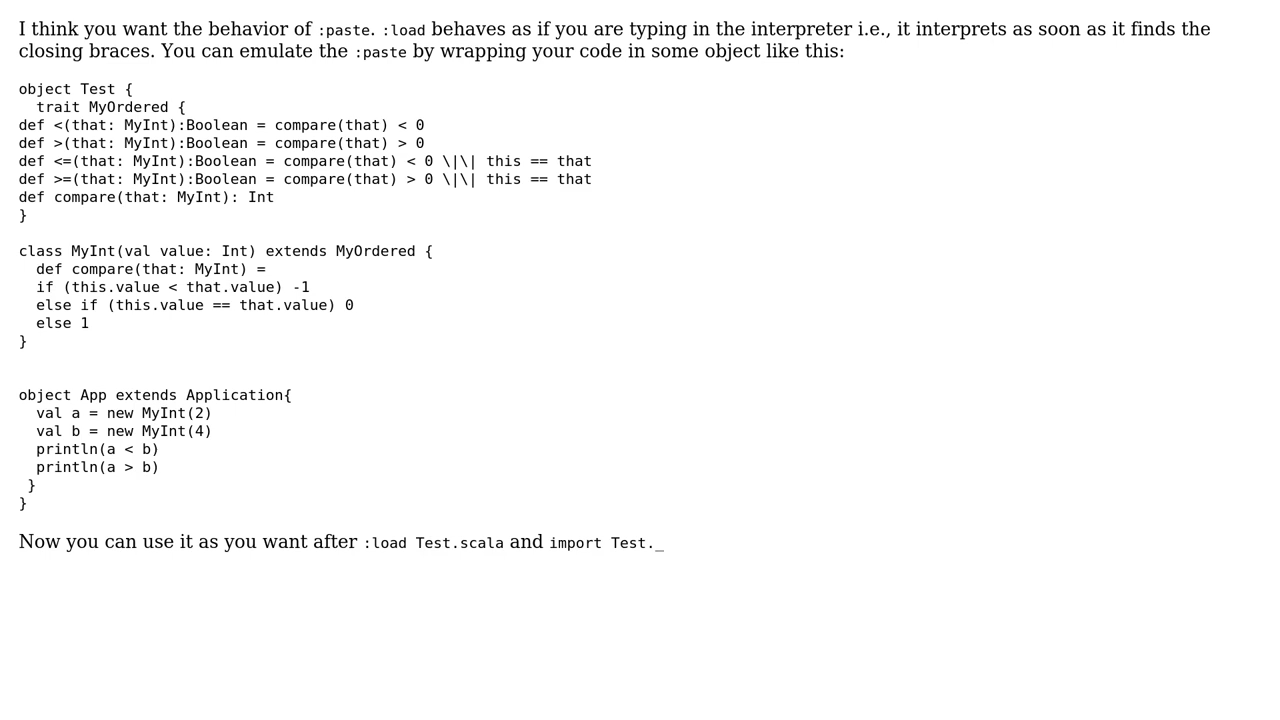 I think you want the behavior of :paste. :load behaves as if you are typing in the interpreter i.e., it interprets as soon as it finds the
closing braces. You can emulate the :paste by wrapping your code in some object like this:
object Test {
  trait MyOrdered {
def <(that: MyInt):Boolean = compare(that) < 0
def >(that: MyInt):Boolean = compare(that) > 0
def <=(that: MyInt):Boolean = compare(that) < 0 \|\| this == that
def >=(that: MyInt):Boolean = compare(that) > 0 \|\| this == that
def compare(that: MyInt): Int
}
class MyInt(val value: Int) extends MyOrdered {
  def compare(that: MyInt) =
  if (this.value < that.value) -1
  else if (this.value == that.value) 0
  else 1
}
object App extends Application{
  val a = new MyInt(2)
  val b = new MyInt(4)
  println(a < b)
  println(a > b)
 }
}
Now you can use it as you want after :load Test.scala and import Test._